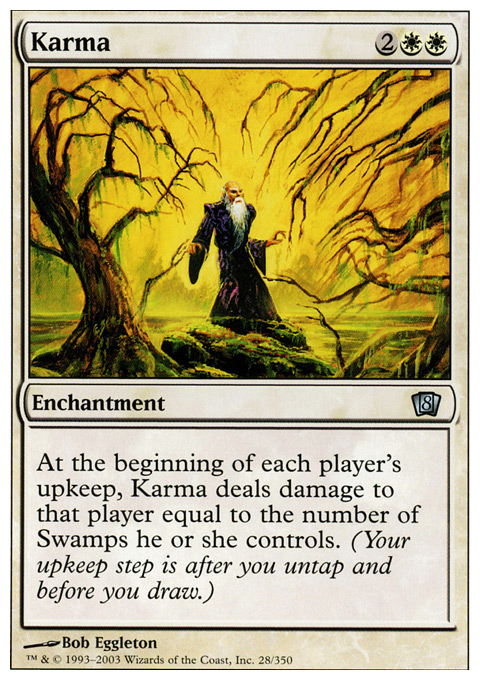 Karma 2
Enchantment 8
At the beginning of each player's
upkeep, Karma deals damage to
that player equal to the number of
Swamps he or she controls. (Your
upkeep step is after you untap and
before you draw.)
Bob Eggleton
™ & © 1993–2003 Wizards of the Coast, Inc. 28/350